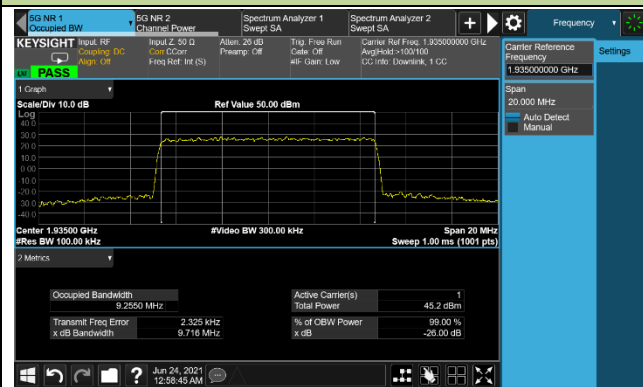 5G NR 1
Occupied BW
5G NR 2
Channel Power
Spectrum Analyzer 1
Swept SA
Spectrum Analyzer 2
Swept SA
Frequency
KEYSIGHT
Input: RF
Coupling: DC
Align: Off
Input Z: 50 Ω
Corr CCorr
Freq Ref: Int (S)
Atten: 26 dB
Preamp: Off
Trig: Free Run
Gate: Off
#IF Gain: Low
Carrier Ref Freq: 1.935000000 GHz
Avg|Hold:>100/100
CC Info: Downlink, 1 CC
PASS
Carrier Reference
Frequency
1.935000000 GHz
Settings
Span
20.000 MHz
Auto Detect
Manual
1 Graph
Scale/Div 10.0 dB
Ref Value 50.00 dBm
Log
40.0
30.0
20.0
10.0
0.00
-10.0
-20.0
-30.0
-40.0
Center 1.93500 GHz
#Video BW 300.00 kHz
Span 20 MHz
#Res BW 100.00 kHz
Sweep 1.00 ms (1001 pts)
2 Metrics
Occupied Bandwidth
9.2550 MHz
Transmit Freq Error 2.325 kHz
x dB Bandwidth 9.716 MHz
Active Carrier(s) 1
Total Power 45.2 dBm
% of OBW Power 99.00 %
x dB -26.00 dB
Jun 24, 2021
12:58:45 AM